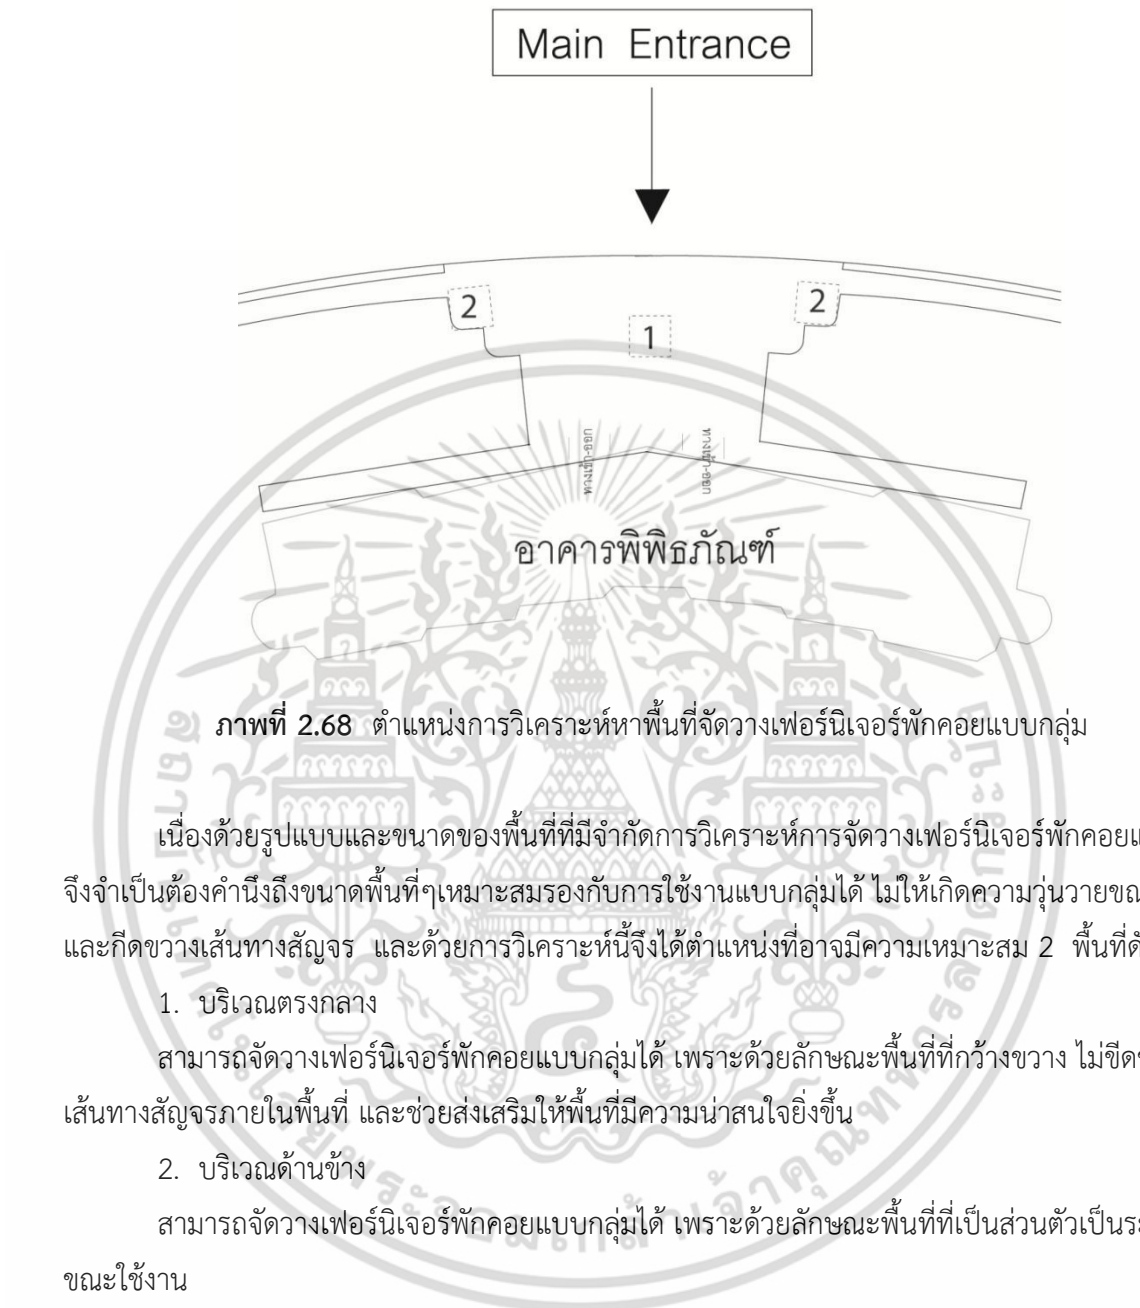 Main Entrance
2
2
1
ทางเข้า-ออก
ทางเข้า-ออก
อาคารพิพิธภัณฑ์
ภาพที่ 2.68 ตำแหน่งการวิเคราะห์หาพื้นที่จัดวางเฟอร์นิเจอร์พักคอยแบบกลุ่ม
เนื่องด้วยรูปแบบและขนาดของพื้นที่ที่มีจำกัดการวิเคราะห์การจัดวางเฟอร์นิเจอร์พักคอย
จึงจำเป็นต้องคำนึงถึงขนาดพื้นที่ๆเหมาะสมรองกับการใช้งานแบบกลุ่มได้ ไม่ให้เกิดความวุ่นวาย
และกีดขวางเส้นทางสัญจร และด้วยการวิเคราะห์นี้จึงได้ตำแหน่งที่อาจมีความเหมาะสม 2 พื้นที่
1. บริเวณตรงกลาง
สามารถจัดวางเฟอร์นิเจอร์พักคอยแบบกลุ่มได้ เพราะด้วยลักษณะพื้นที่ที่กว้างขวาง
เส้นทางสัญจรภายในพื้นที่ และช่วยส่งเสริมให้พื้นที่มีความน่าสนใจยิ่งขึ้น
2. บริเวณด้านข้าง
สามารถจัดวางเฟอร์นิเจอร์พักคอยแบบกลุ่มได้ เพราะด้วยลักษณะพื้นที่ที่เป็นส่วนตัวเป็น
ขณะใช้งาน